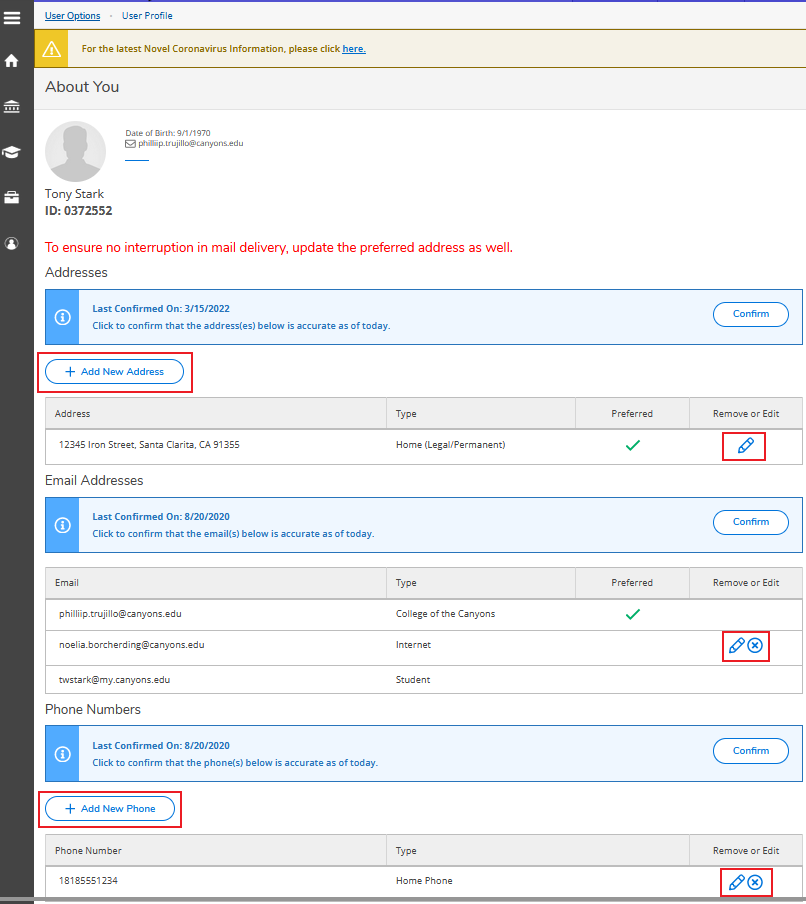 User Options · User Profile
For the latest Novel Coronavirus Information, please click here.
About You
Date of Birth: 9/1/1970
philliip.trujillo@canyons.edu
Tony Stark
ID: 0372552
To ensure no interruption in mail delivery, update the preferred address as well.
Addresses
Last Confirmed On: 3/15/2022
Click to confirm that the address(es) below is accurate as of today.
Confirm
+ Add New Address
Address Type Preferred Remove or Edit
12345 Iron Street, Santa Clarita, CA 91355 Home (Legal/Permanent)
Email Addresses
Last Confirmed On: 8/20/2020
Click to confirm that the email(s) below is accurate as of today.
Confirm
Email Type Preferred Remove or Edit
philliip.trujillo@canyons.edu College of the Canyons
noelia.borcherding@canyons.edu Internet
twstark@my.canyons.edu Student
Phone Numbers
Last Confirmed On: 8/20/2020
Click to confirm that the phone(s) below is accurate as of today.
Confirm
+ Add New Phone
Phone Number Type Remove or Edit
18185551234 Home Phone